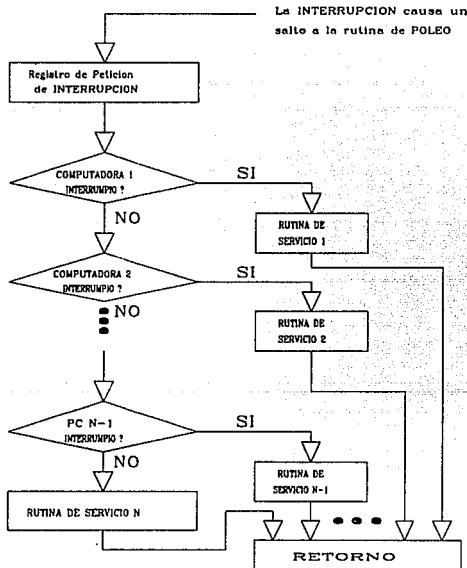 La INTERRUPCION causa un
salto a la rutina de POLEO
Registro de Peticion
de INTERRUPCION
COMPUTADORA 1
INTERRUMPIO ?
SI
NO
RUTINA DE
SERVICIO 1
COMPUTADORA 2
INTERRUMPIO ?
SI
NO
RUTINA DE
SERVICIO 2
PC N-1
INTERRUMPIO ?
SI
NO
RUTINA DE
SERVICIO N-1
RUTINA DE SERVICIO N
RETORNO